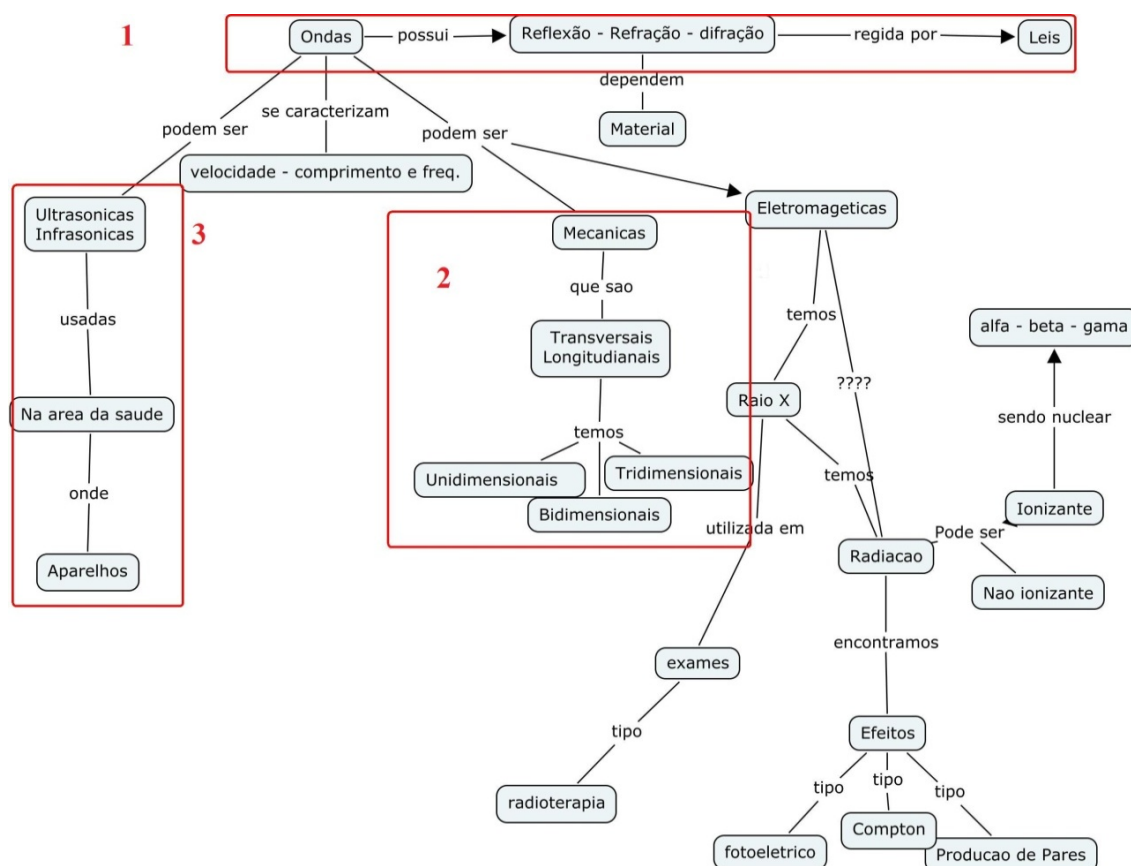 1
Ondas
possui
Reflexão - Refração - difração
regida por
Leis
dependem
Material
se caracterizam
podem ser
podem ser
velocidade - comprimento e freq.
Ultrasonicas
Infrasonicas
3
usadas
Na area da saude
onde
Aparelhos
2
Mecanicas
que sao
Transversais
Longitudianais
temos
Unidimensionais
Tridimensionais
Bidimensionais
Eletromageticas
temos
????
Raio X
temos
utilizada em
exames
tipo
radioterapia
alfa - beta - gama
sendo nuclear
Ionizante
Pode ser
Radiacao
Nao ionizante
encontramos
Efeitos
tipo
tipo
tipo
fotoeletrico
Compton
Producao de Pares